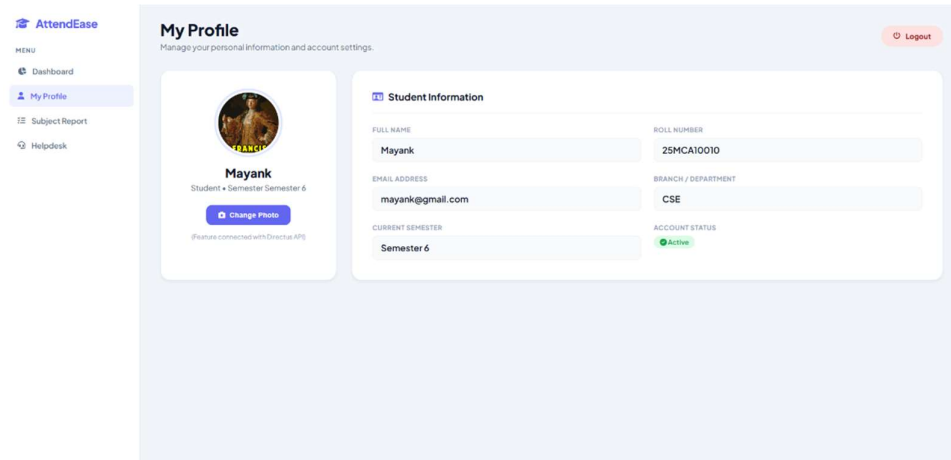 AttendEase
MENU
Dashboard
My Profile
Subject Report
Helpdesk
My Profile
Manage your personal information and account settings.
Logout
FRANCIS
Mayank
Student • Semester Semester 6
Change Photo
(Feature connected with Directus API)
Student Information
FULL NAME
Mayank
ROLL NUMBER
25MCA10010
EMAIL ADDRESS
mayank@gmail.com
BRANCH / DEPARTMENT
CSE
CURRENT SEMESTER
Semester 6
ACCOUNT STATUS
Active